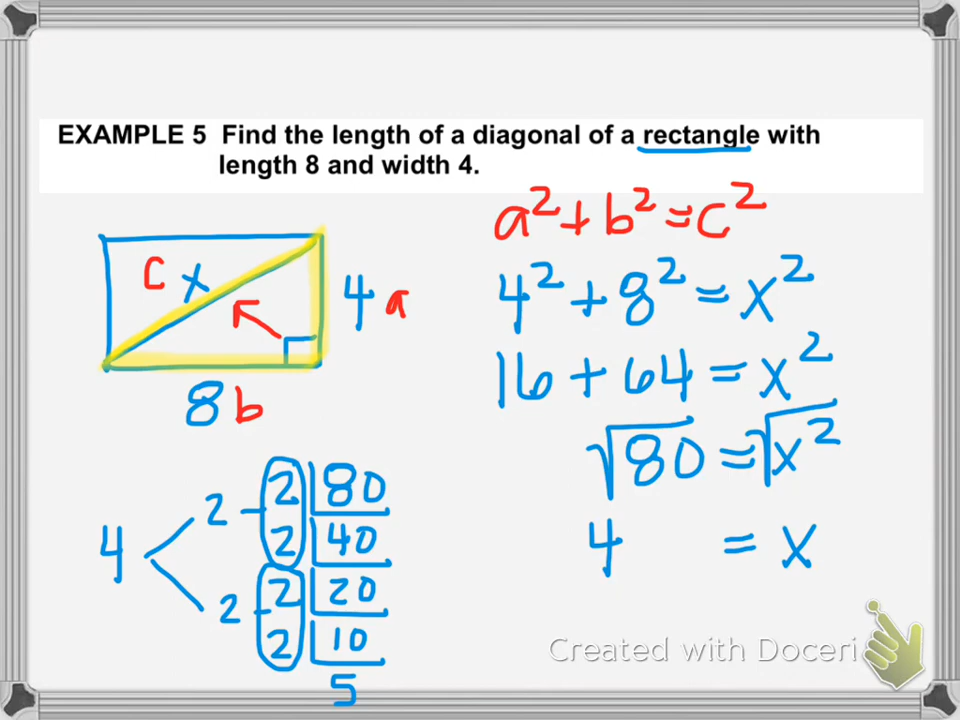 EXAMPLE 5 Find the length of a diagonal of a rectangle with
length 8 and width 4.
a² + b² = c²
c x
4 a
4² + 8² = x²
8 b
16 + 64 = x²
√80 = √x²
4 = x
4
2
2
2 80
2 40
2 20
2 10
5
Created with Doceri